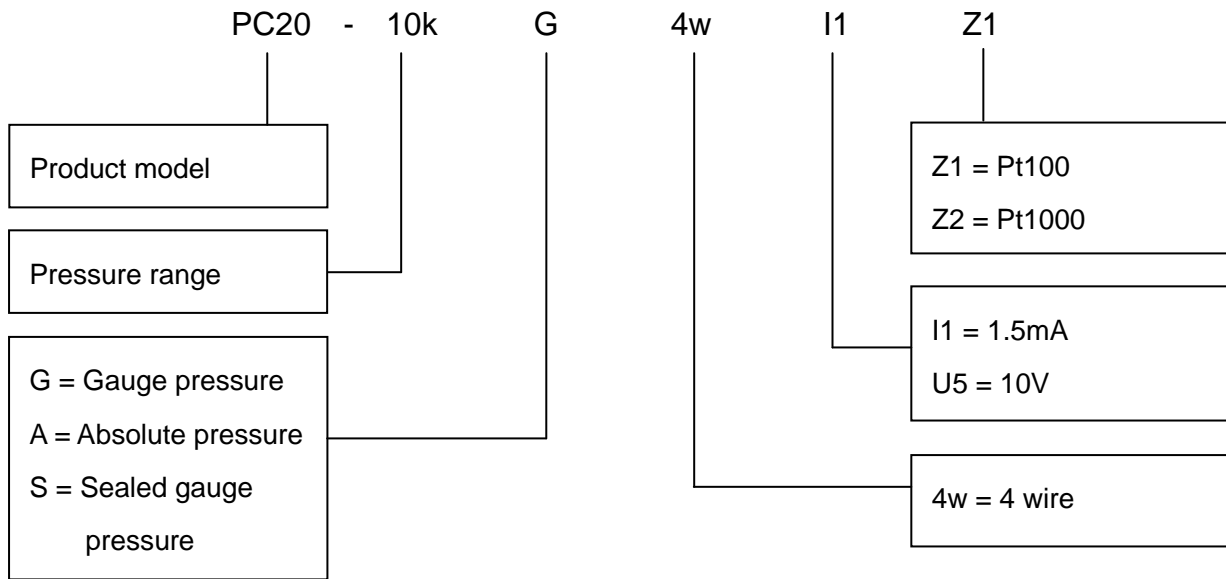 PC20 - 10k G 4w I1 Z1
Product model
Pressure range
G = Gauge pressure
A = Absolute pressure
S = Sealed gauge
pressure
Z1 = Pt100
Z2 = Pt1000
I1 = 1.5mA
U5 = 10V
4w = 4 wire